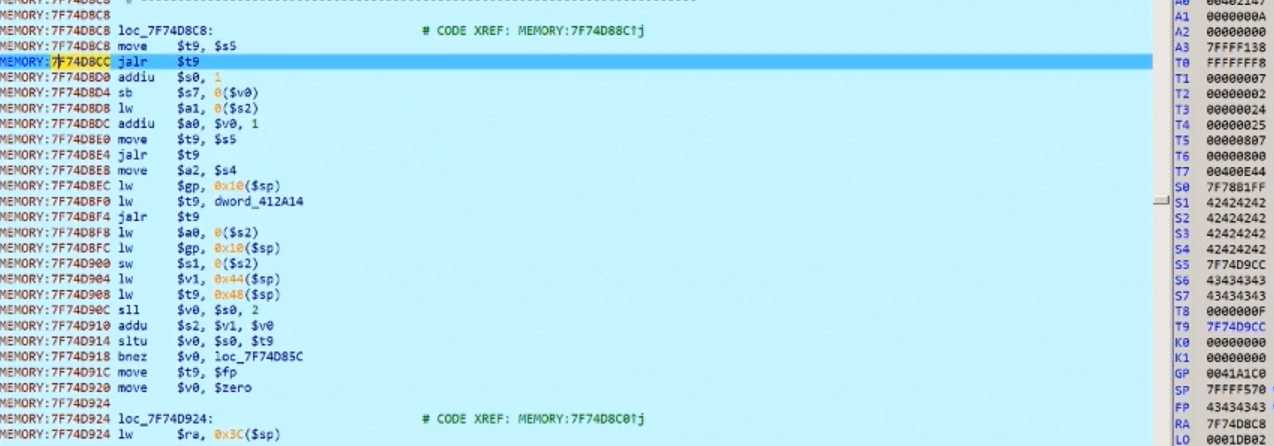 MEMORY:7F74D8C8 # ---------------------------------------------------------------------------
MEMORY:7F74D8C8
MEMORY:7F74D8C8 loc_7F74D8C8: # CODE XREF: MEMORY:7F74D88C↑j
MEMORY:7F74D8C8 move $t9, $s5
MEMORY:7F74D8CC jalr $t9
MEMORY:7F74D8D0 addiu $s0, 1
MEMORY:7F74D8D4 sb $s7, 0($v0)
MEMORY:7F74D8D8 lw $a1, 0($s2)
MEMORY:7F74D8DC addiu $a0, $v0, 1
MEMORY:7F74D8E0 move $t9, $s5
MEMORY:7F74D8E4 jalr $t9
MEMORY:7F74D8E8 move $a2, $s4
MEMORY:7F74D8EC lw $gp, 0x10($sp)
MEMORY:7F74D8F0 lw $t9, dword_412A14
MEMORY:7F74D8F4 jalr $t9
MEMORY:7F74D8F8 lw $a0, 0($s2)
MEMORY:7F74D8FC lw $gp, 0x10($sp)
MEMORY:7F74D900 sw $s1, 0($s2)
MEMORY:7F74D904 lw $v1, 0x44($sp)
MEMORY:7F74D908 lw $t9, 0x48($sp)
MEMORY:7F74D90C sll $v0, $s0, 2
MEMORY:7F74D910 addu $s2, $v1, $v0
MEMORY:7F74D914 sltu $v0, $s0, $t9
MEMORY:7F74D918 bnez $v0, loc_7F74D85C
MEMORY:7F74D91C move $t9, $fp
MEMORY:7F74D920 move $v0, $zero
MEMORY:7F74D924
MEMORY:7F74D924 loc_7F74D924: # CODE XREF: MEMORY:7F74D8C0↑j
MEMORY:7F74D924 lw $ra, 0x3C($sp)
A0 00402147
A1 0000000A
A2 00000000
A3 7FFFF138
T0 FFFFFFF8
T1 00000007
T2 00000002
T3 00000024
T4 00000025
T5 00000807
T6 00000800
T7 00400E44
S0 7F78B1FF
S1 42424242
S2 42424242
S3 42424242
S4 42424242
S5 7F74D9CC
S6 43434343
S7 43434343
T8 0000000F
T9 7F74D9CC
K0 00000000
K1 00000000
GP 0041A1C0
SP 7FFFF570
FP 43434343
RA 7F74D8C8
LO 0001DB02